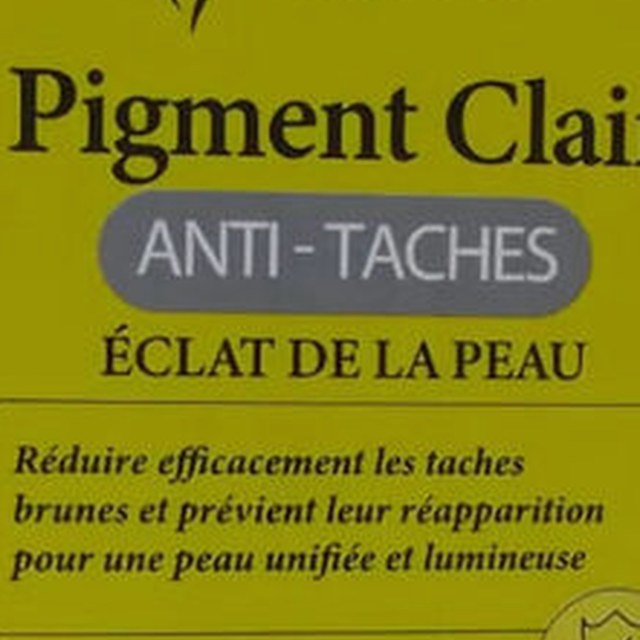 Pigment Clair
ANTI - TACHES
ÉCLAT DE LA PEAU
Réduire efficacement les taches
brunes et prévient leur réapparition
pour une peau unifiée et lumineuse